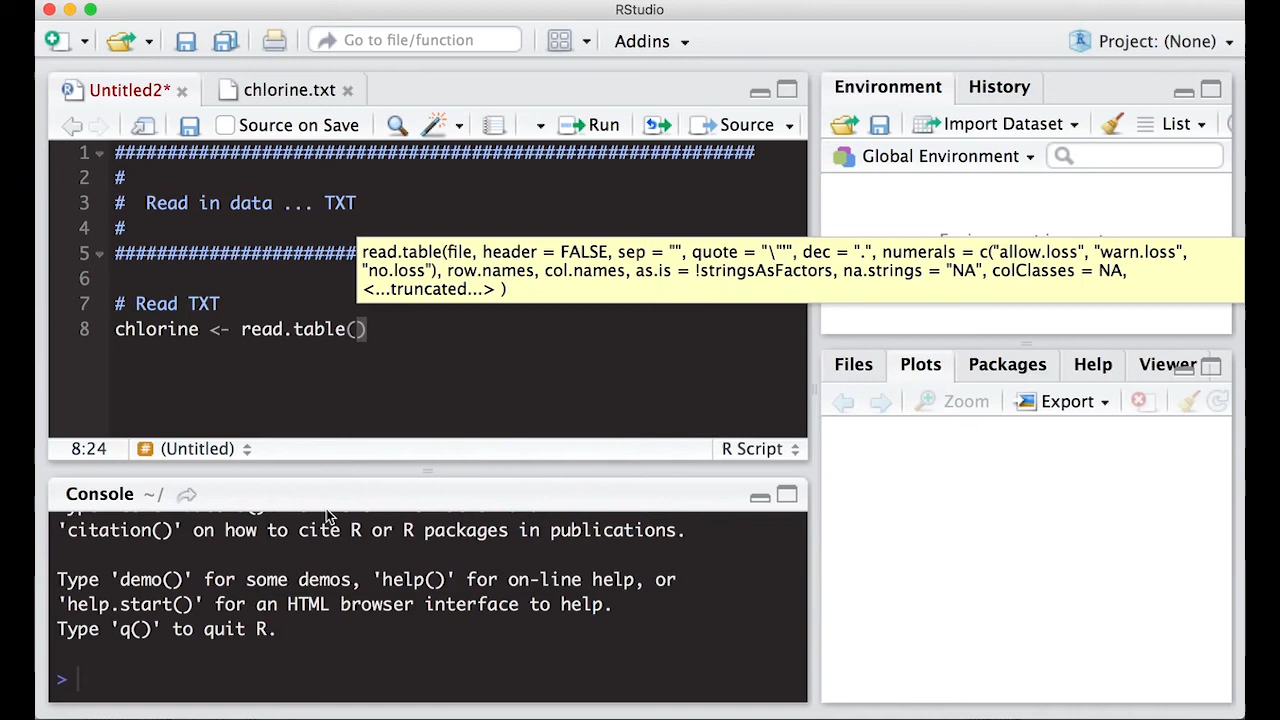 RStudio
Go to file/function
Addins
Project: (None)
Untitled2*
chlorine.txt
Source on Save
Run
Source
1 #############################################################
2 #
3 #  Read in data ... TXT
4 #
5 #######################
6
7 # Read TXT
8 chlorine <- read.table()
read.table(file, header = FALSE, sep = "", quote = "\"'", dec = ".", numerals = c("allow.loss", "warn.loss",
"no.loss"), row.names, col.names, as.is = !stringsAsFactors, na.strings = "NA", colClasses = NA,
<...truncated...> )
8:24
(Untitled)
R Script
Console ~/
'citation()' on how to cite R or R packages in publications.
Type 'demo()' for some demos, 'help()' for on-line help, or
'help.start()' for an HTML browser interface to help.
Type 'q()' to quit R.
>
Environment
History
Import Dataset
List
Global Environment
Files
Plots
Packages
Help
Viewer
Zoom
Export